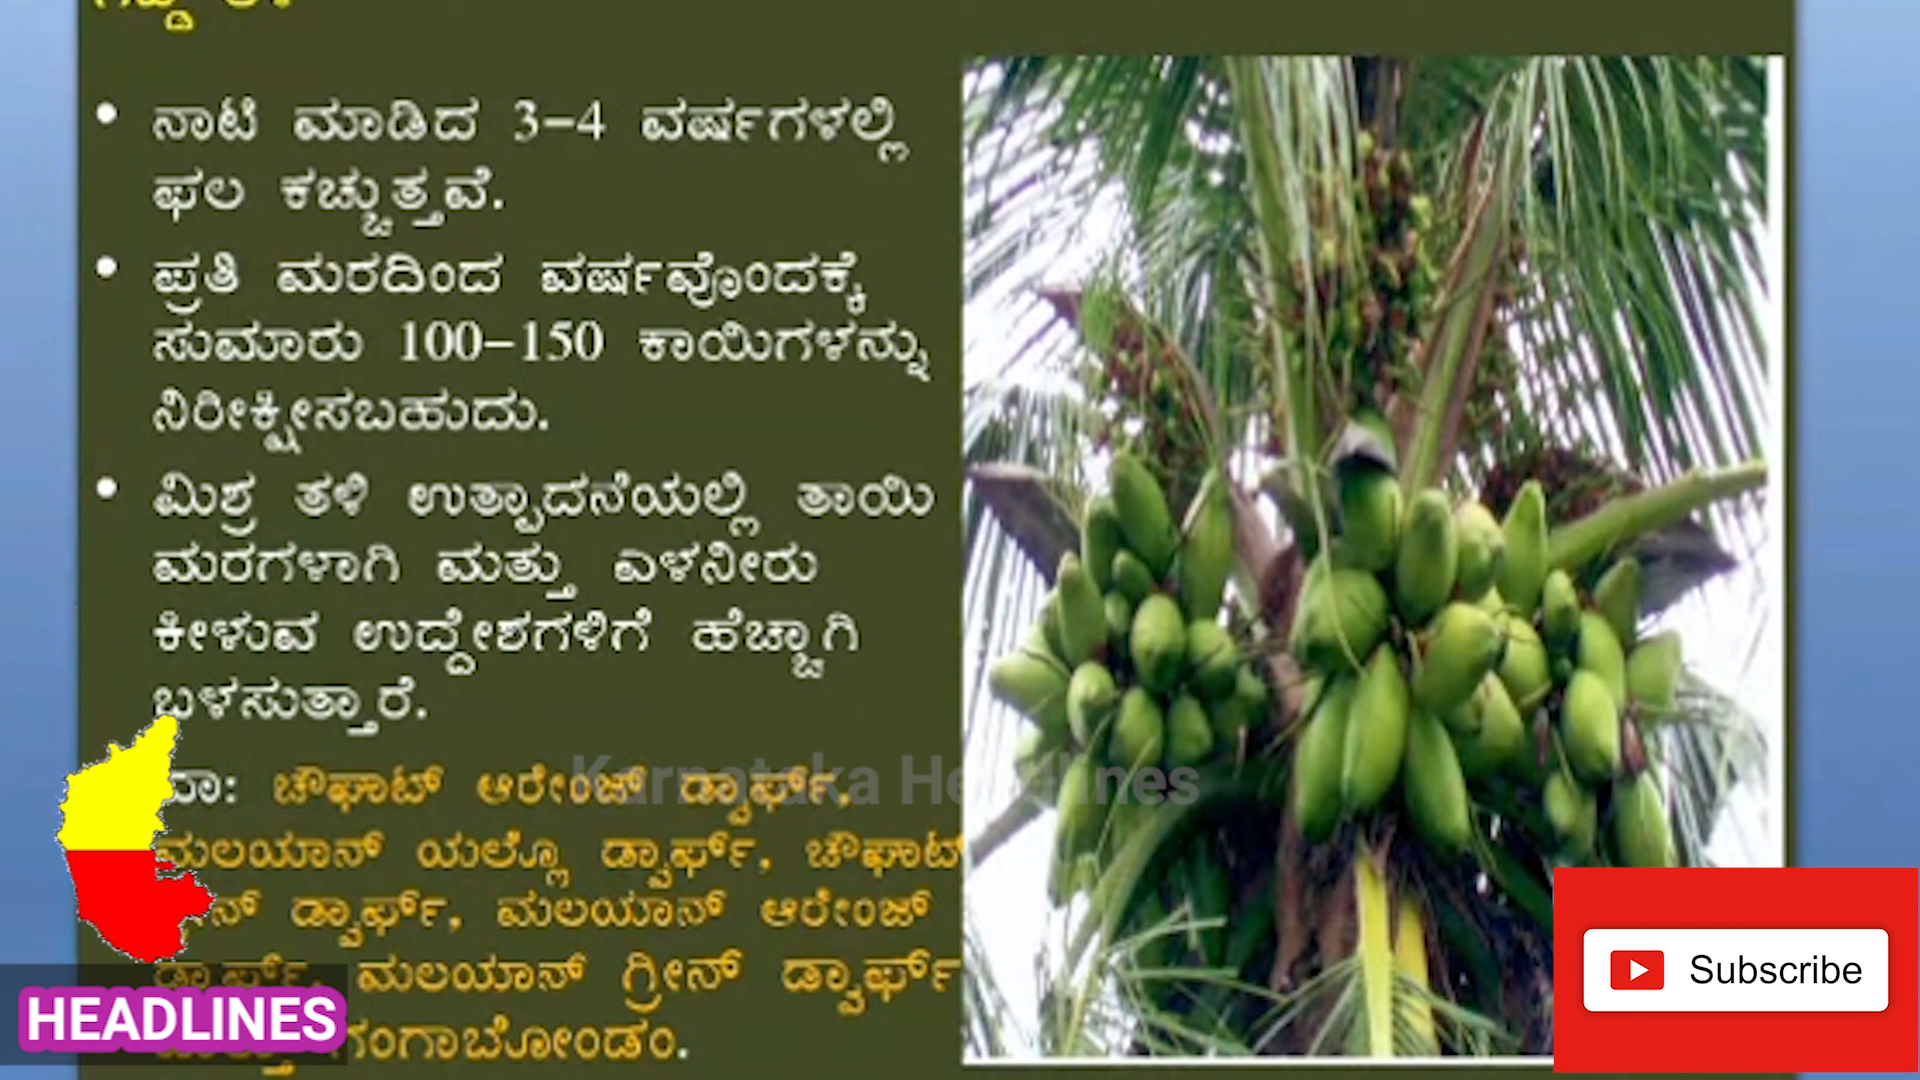 ನಾಟಿ ಮಾಡಿದ 3-4 ವರ್ಷಗಳಲ್ಲಿ
ಫಲ ಕಚ್ಚುತ್ತವೆ.
ಪ್ರತಿ ಮರದಿಂದ ವರ್ಷವೊಂದಕ್ಕೆ
ಸುಮಾರು 100-150 ಕಾಯಿಗಳನ್ನು
ನಿರೀಕ್ಷೀಸಬಹುದು.
ಮಿಶ್ರ ತಳಿ ಉತ್ಪಾದನೆಯಲ್ಲಿ ತಾಯಿ
ಮರಗಳಾಗಿ ಮತ್ತು ಎಳನೀರು
ಕೀಳುವ ಉದ್ದೇಶಗಳಿಗೆ ಹೆಚ್ಚಾಗಿ
ಬಳಸುತ್ತಾರೆ.
ಚೌಘಾಟ್ ಆರೇಂಜ್ ಡ್ವಾರ್ಫ್,
Karnataka Headlines
ಮಲಯಾನ್ ಯಲ್ಲೊ ಡ್ವಾರ್ಫ್, ಚೌಘಾಟ್
ಡ್ವಾರ್ಫ್, ಮಲಯಾನ್ ಆರೇಂಜ್
ಡ್ವಾರ್ಫ್, ಮಲಯಾನ್ ಗ್ರೀನ್ ಡ್ವಾರ್ಫ್
ಗಂಗಾಬೋಂಡಂ.
HEADLINES
Subscribe